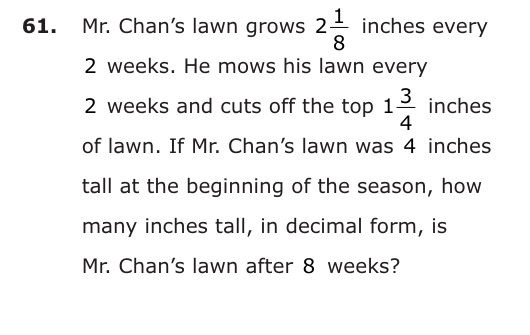 61. Mr. Chan’s lawn grows 2 1/8 inches every
2 weeks. He mows his lawn every
2 weeks and cuts off the top 1 3/4 inches
of lawn. If Mr. Chan’s lawn was 4 inches
tall at the beginning of the season, how
many inches tall, in decimal form, is
Mr. Chan’s lawn after 8 weeks?